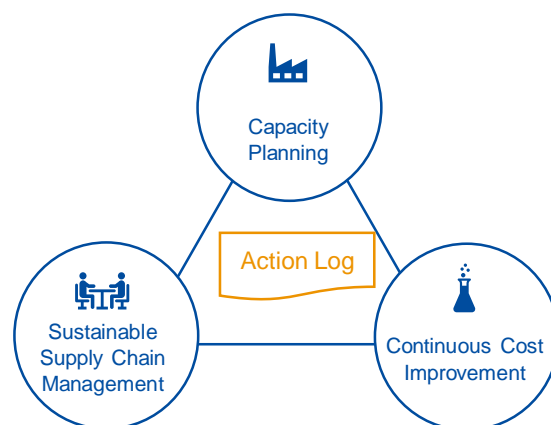 Capacity
Planning
Action Log
Sustainable
Supply Chain
Management
Continuous Cost
Improvement